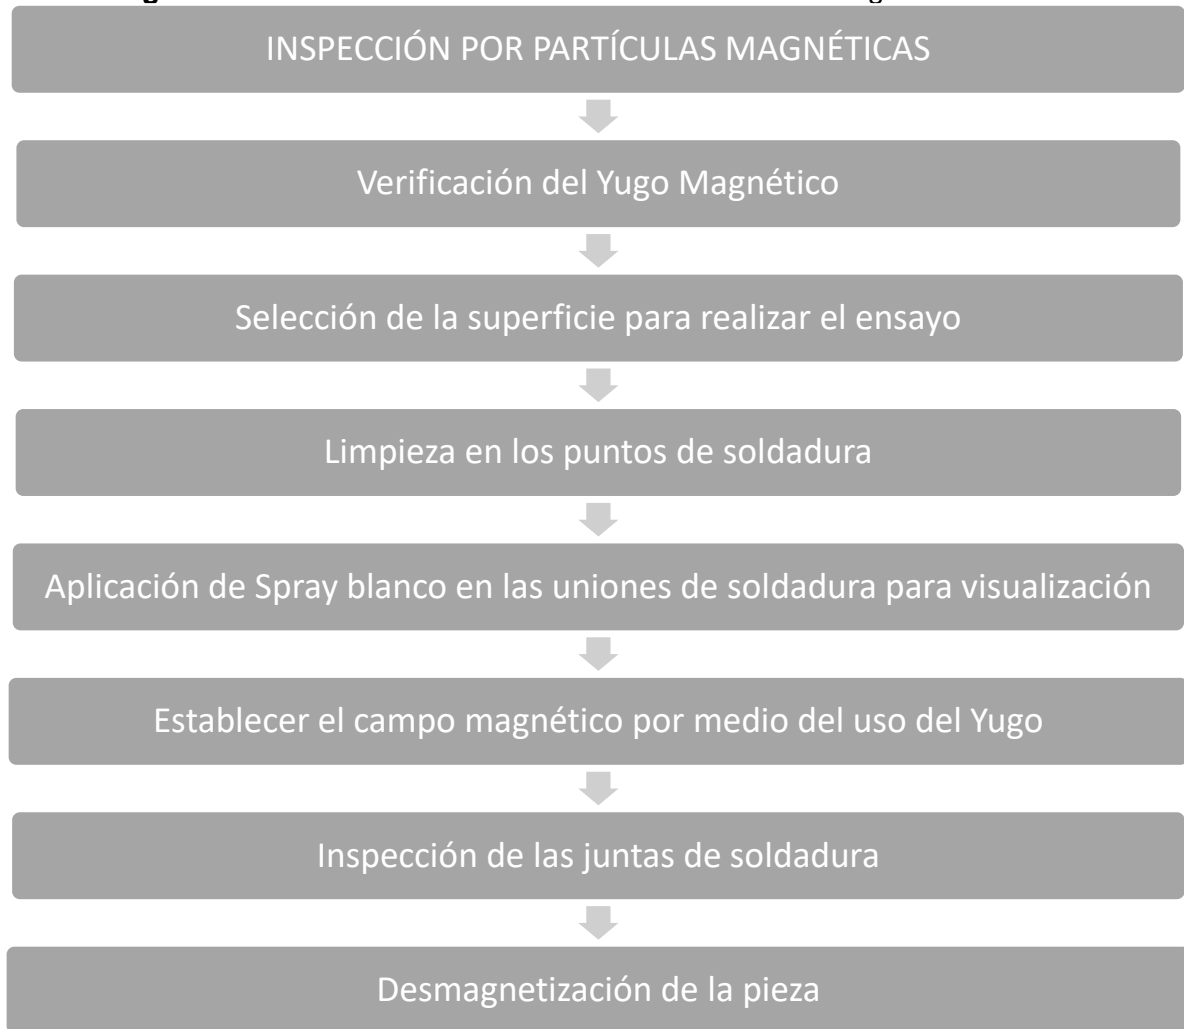 INSPECCIÓN POR PARTÍCULAS MAGNÉTICAS
Verificación del Yugo Magnético
Selección de la superficie para realizar el ensayo
Limpieza en los puntos de soldadura
Aplicación de Spray blanco en las uniones de soldadura para visualización
Establecer el campo magnético por medio del uso del Yugo
Inspección de las juntas de soldadura
Desmagnetización de la pieza